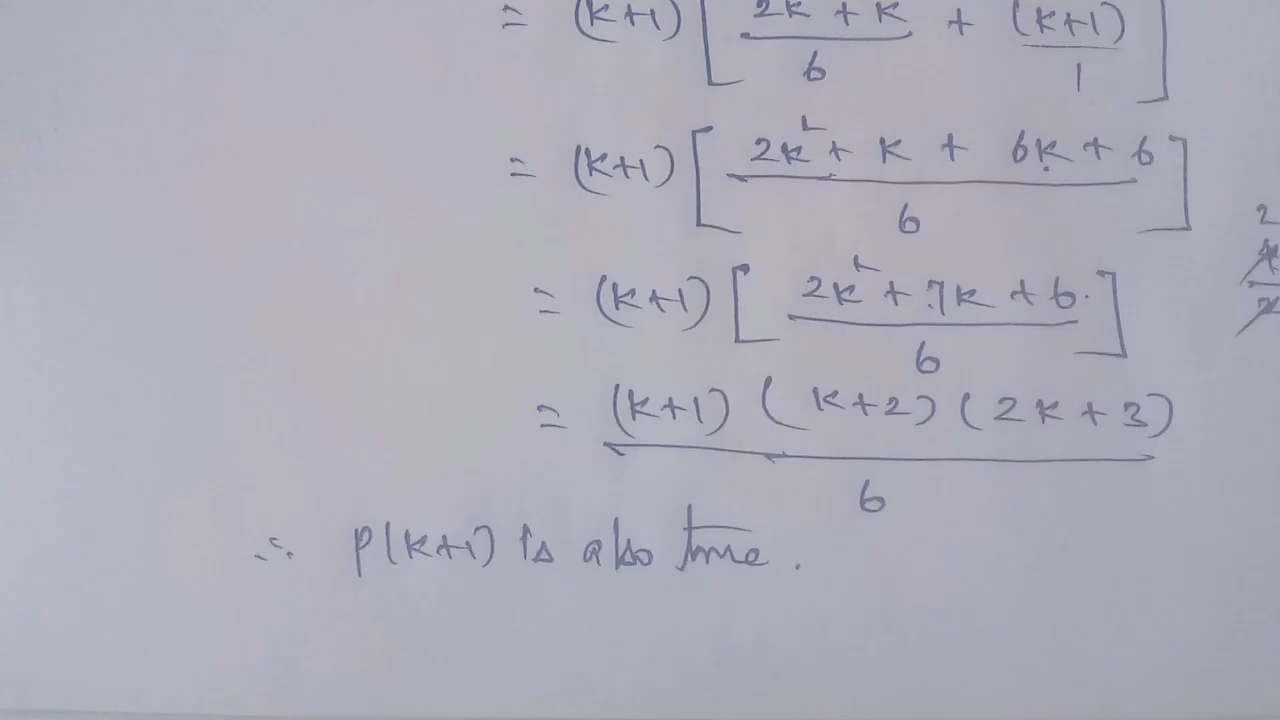 = (k+1) [ 2k + k / 6 + (k+1) / 1 ]
= (k+1) [ 2k² + k + 6k + 6 / 6 ]
= (k+1) [ 2k² + 7k + 6 / 6 ]
= (k+1) (k+2) (2k+3) / 6
∴ P(k+1) is also true.